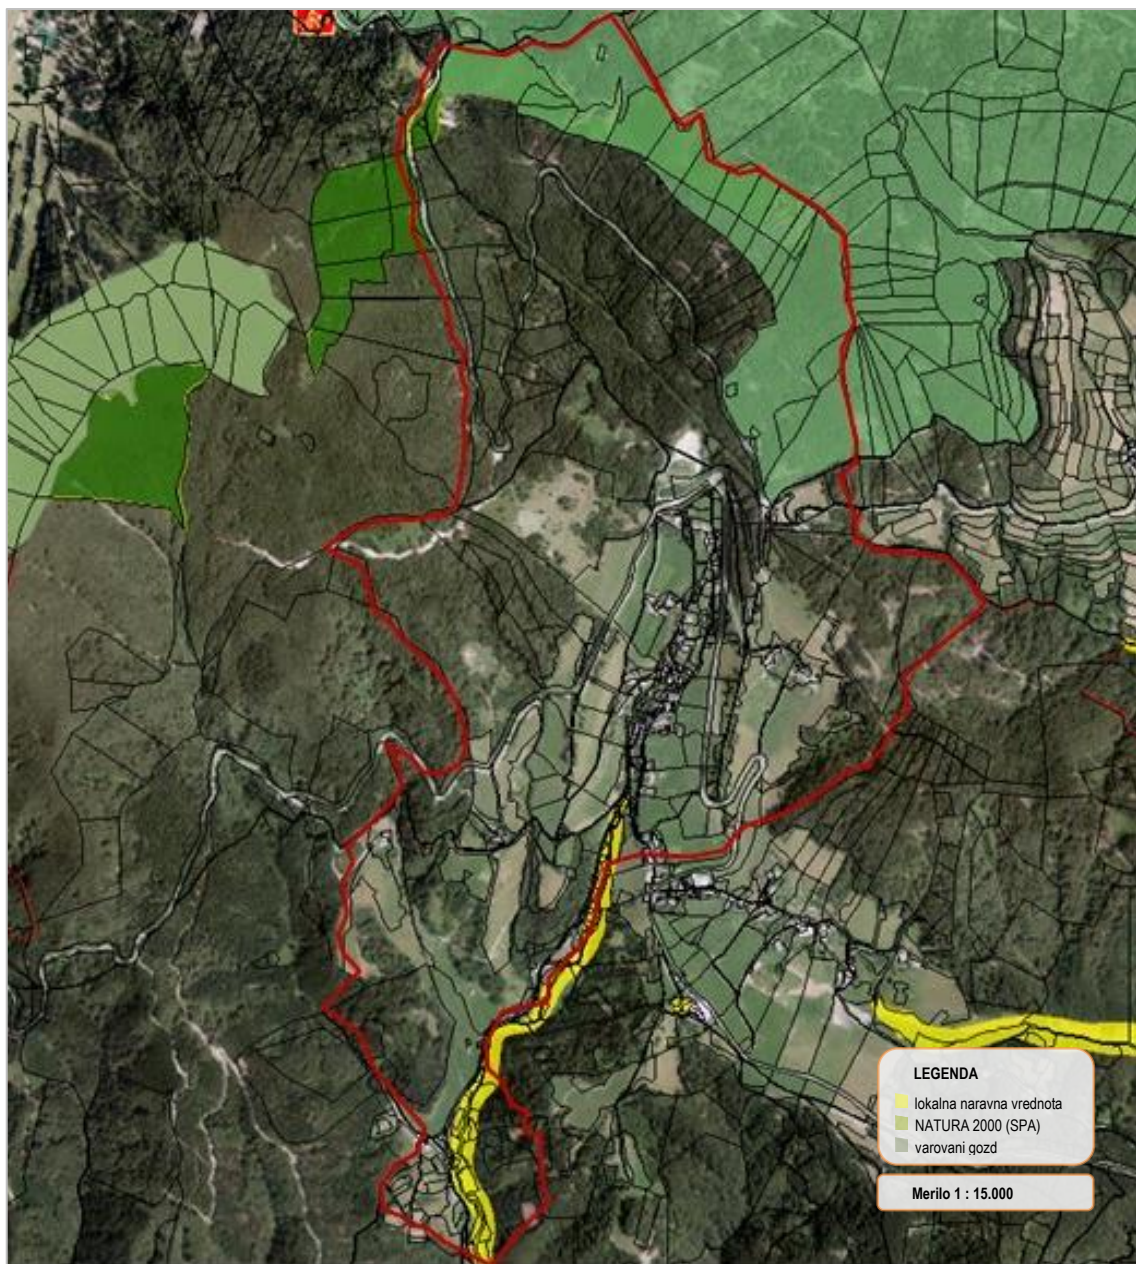 LEGENDA
lokalna naravna vrednota
NATURA 2000 (SPA)
varovani gozd
Merilo 1 : 15.000